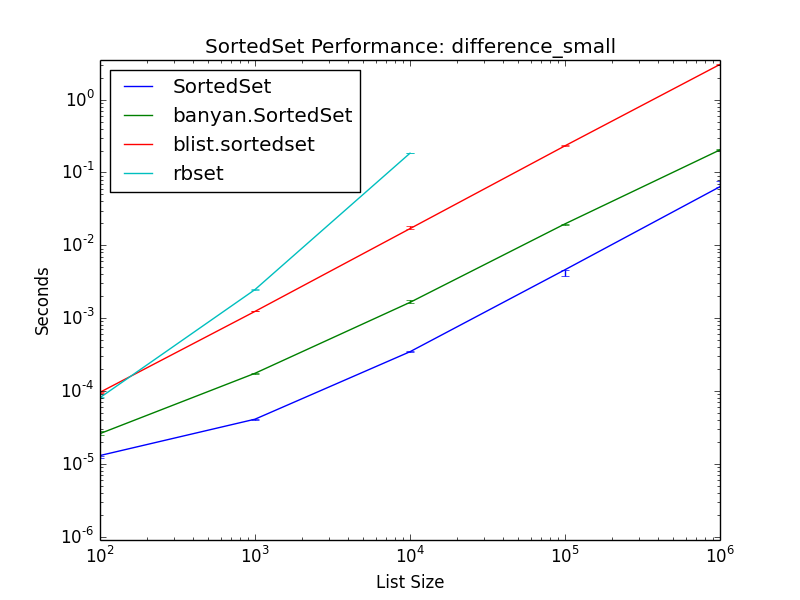 SortedSet Performance: difference_small
SortedSet
banyan.SortedSet
blist.sortedset
rbset
10^0
10^-1
10^-2
10^-3
10^-4
10^-5
10^-6
Seconds
10^2 10^3 10^4 10^5 10^6
List Size